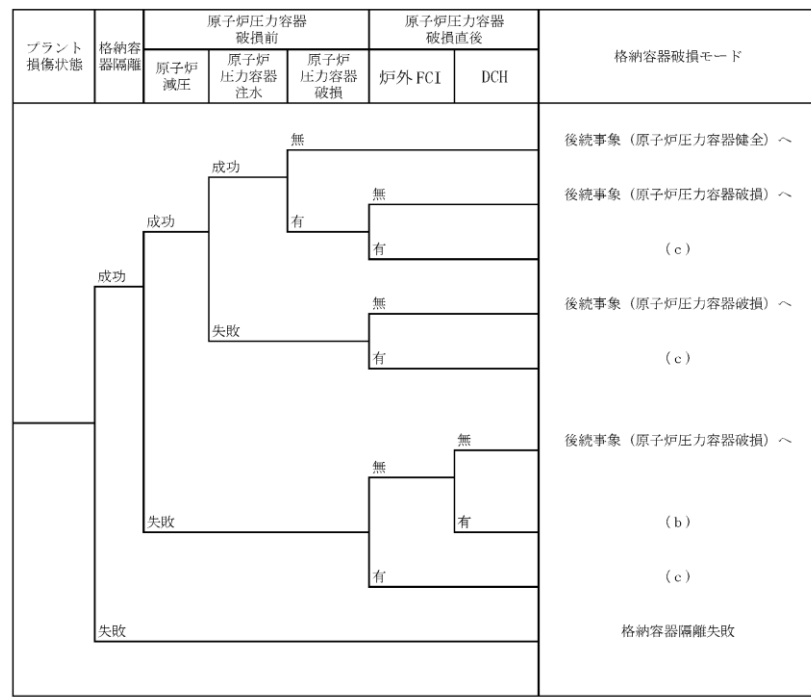 プラント
損傷状態
格納容
器隔離
原子炉圧力容器
破損前
原子炉圧力容器
破損直後
格納容器破損モード
原子炉
減圧
原子炉
圧力容器
注水
原子炉
圧力容器
破損
炉外FCI
DCH
無
後続事象（原子炉圧力容器健全）へ
成功
無
後続事象（原子炉圧力容器破損）へ
成功
有
有
（c）
成功
無
後続事象（原子炉圧力容器破損）へ
失敗
有
（c）
無
後続事象（原子炉圧力容器破損）へ
無
失敗
有
（b）
有
（c）
失敗
格納容器隔離失敗